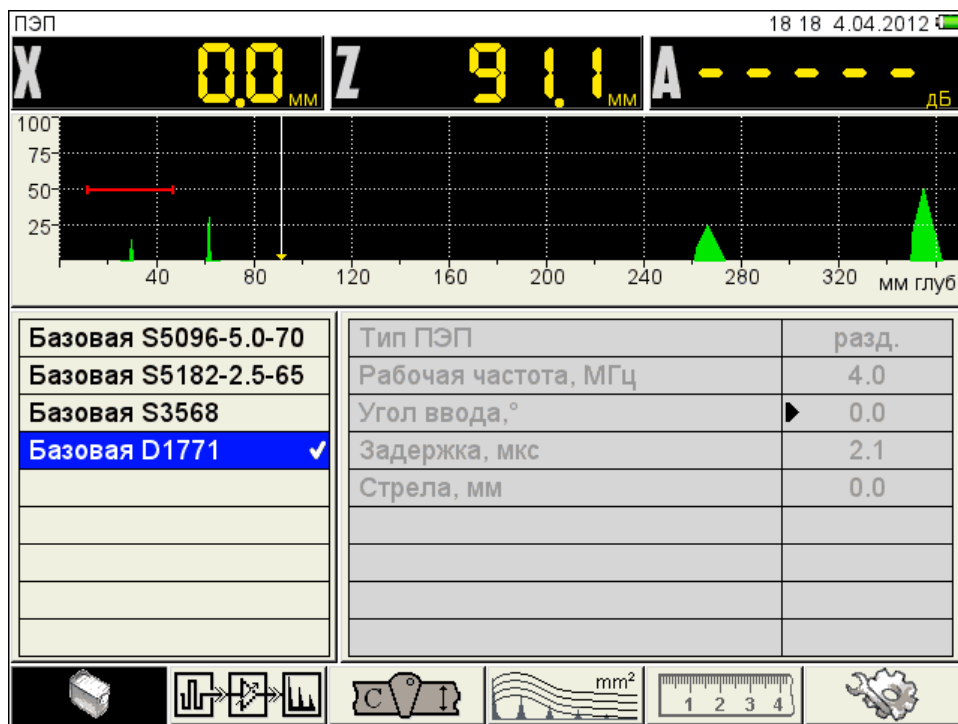 ПЭП 18 18 4.04.2012
X 0.0 мм Z 91.1 мм A ----- дБ
100
75
50
25
40 80 120 160 200 240 280 320 мм глуб
Базовая S5096-5.0-70
Базовая S5182-2.5-65
Базовая S3568
Базовая D1771
Тип ПЭП разд.
Рабочая частота, МГц 4.0
Угол ввода,° 0.0
Задержка, мкс 2.1
Стрела, мм 0.0
C mm² 1 2 3 4